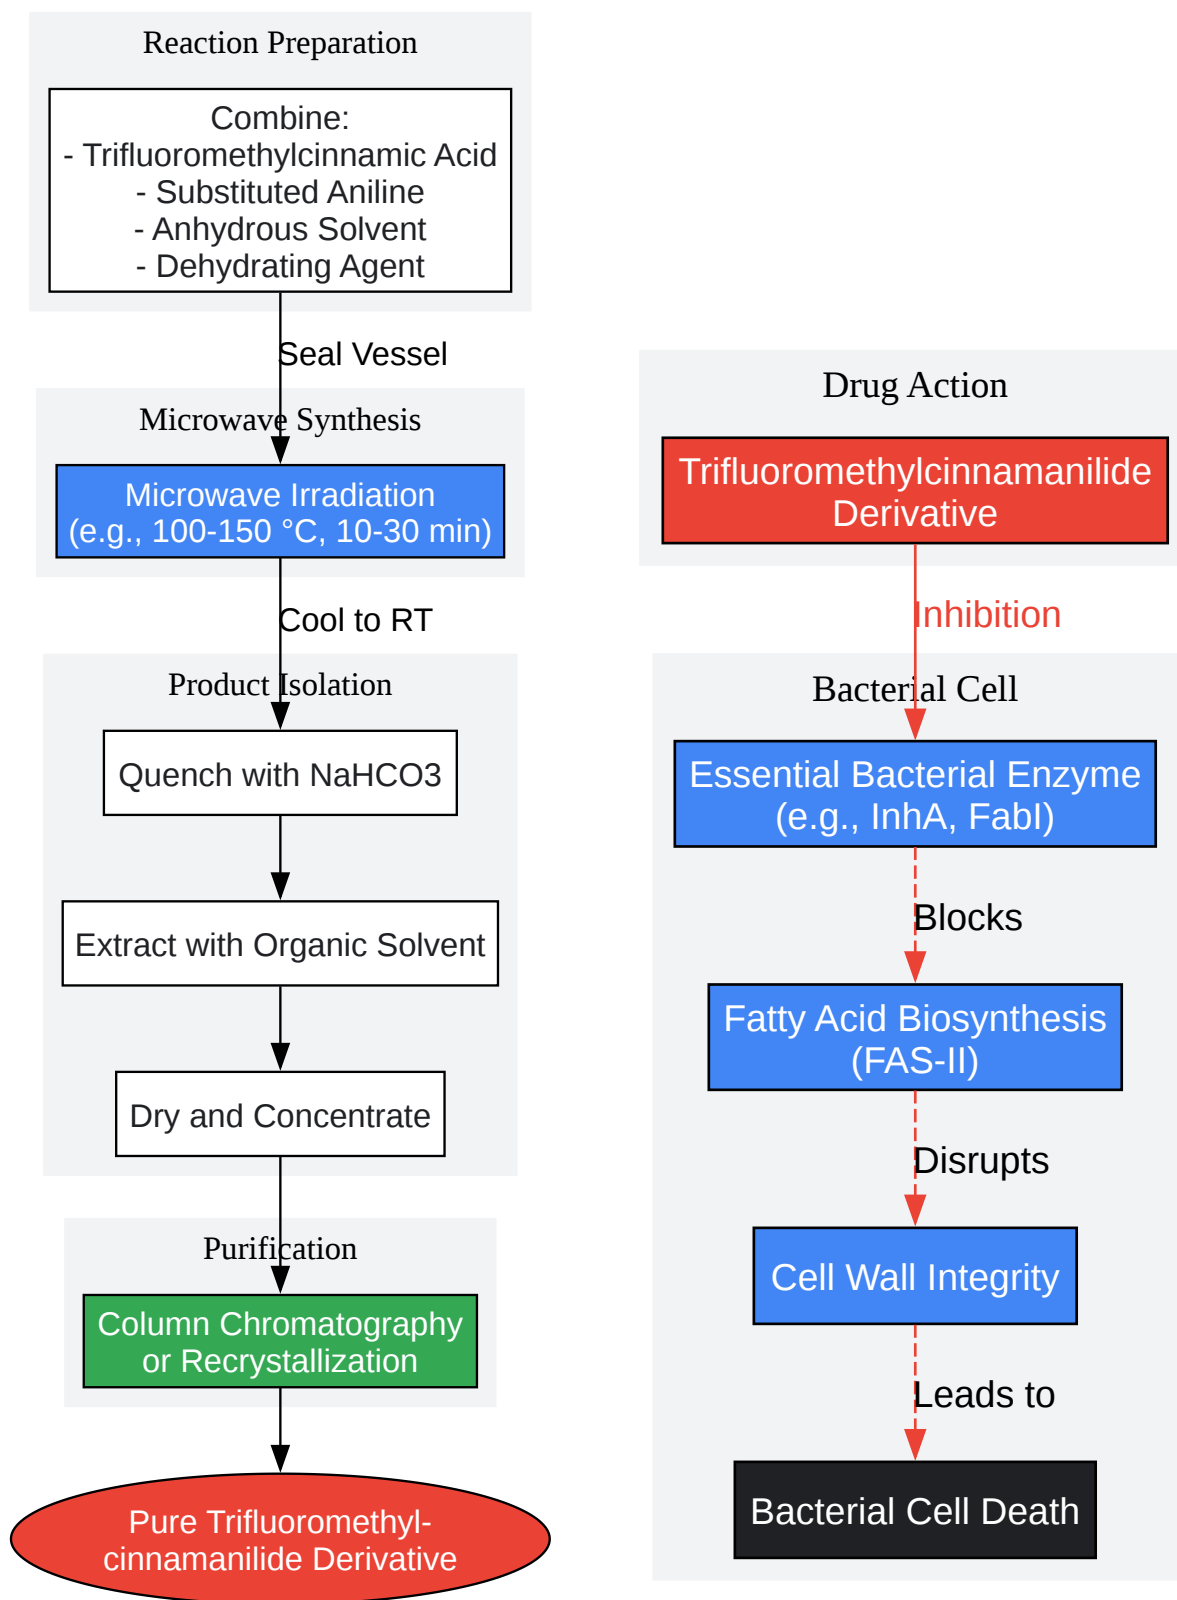 Reaction Preparation
Combine:
- Trifluoromethylcinnamic Acid
- Substituted Aniline
- Anhydrous Solvent
- Dehydrating Agent
Seal Vessel
Microwave Synthesis
Microwave Irradiation
(e.g., 100-150 °C, 10-30 min)
Cool to RT
Product Isolation
Quench with NaHCO3
Extract with Organic Solvent
Dry and Concentrate
Purification
Column Chromatography
or Recrystallization
Pure Trifluoromethyl-
cinnamanilide Derivative
Drug Action
Trifluoromethylcinnamanilide
Derivative
Inhibition
Bacterial Cell
Essential Bacterial Enzyme
(e.g., InhA, FabI)
Blocks
Fatty Acid Biosynthesis
(FAS-II)
Disrupts
Cell Wall Integrity
Leads to
Bacterial Cell Death